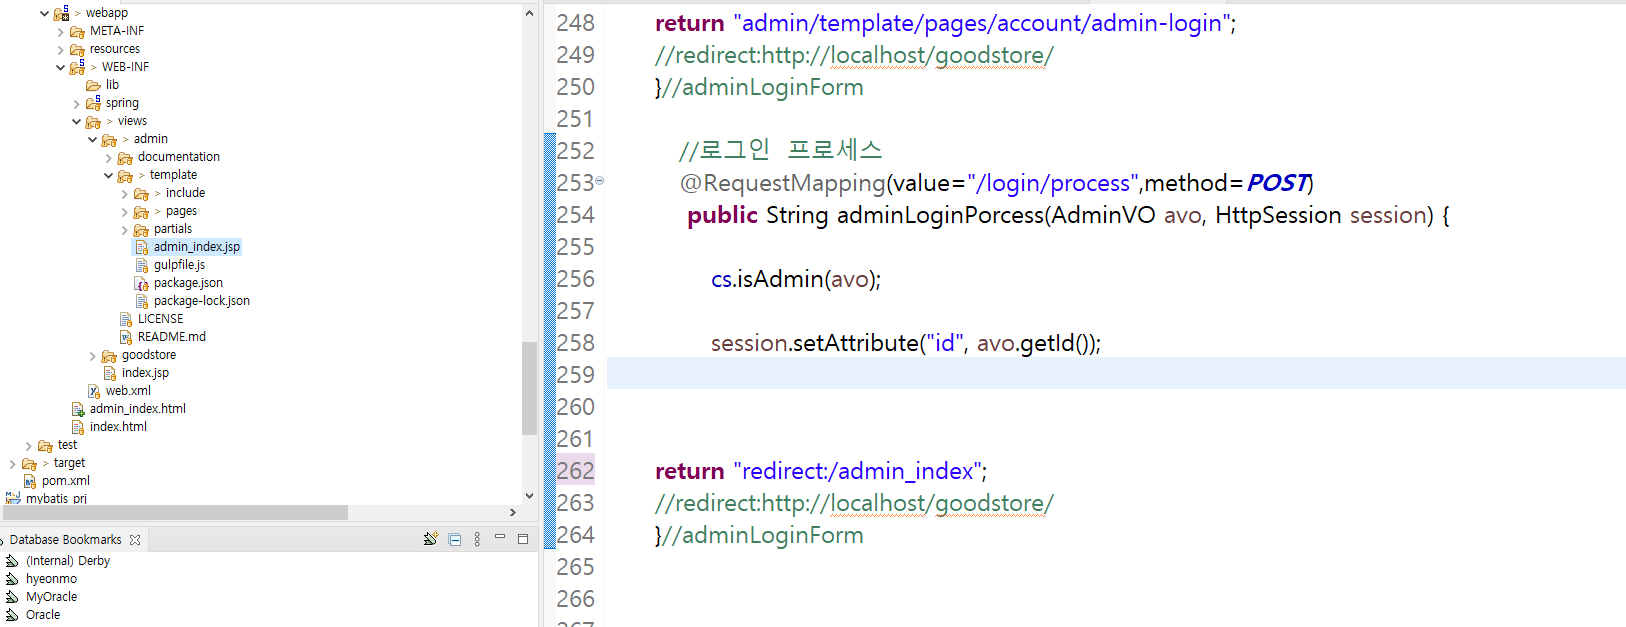 webapp
META-INF
resources
WEB-INF
lib
spring
views
admin
documentation
template
include
pages
partials
admin_index.jsp
gulpfile.js
package.json
package-lock.json
LICENSE
README.md
goodstore
index.jsp
web.xml
admin_index.html
index.html
test
target
pom.xml
mybatis_prj
Database Bookmarks
(Internal) Derby
hyeonmo
MyOracle
Oracle
248 return "admin/template/pages/account/admin-login";
249 //redirect:http://localhost/goodstore/
250 }//adminLoginForm
251
252 //로그인 프로세스
253 @RequestMapping(value="/login/process",method=POST)
254 public String adminLoginPorcess(AdminVO avo, HttpSession session) {
255
256 cs.isAdmin(avo);
257
258 session.setAttribute("id", avo.getId());
259
260
261
262 return "redirect:/admin_index";
263 //redirect:http://localhost/goodstore/
264 }//adminLoginForm
265
266
267